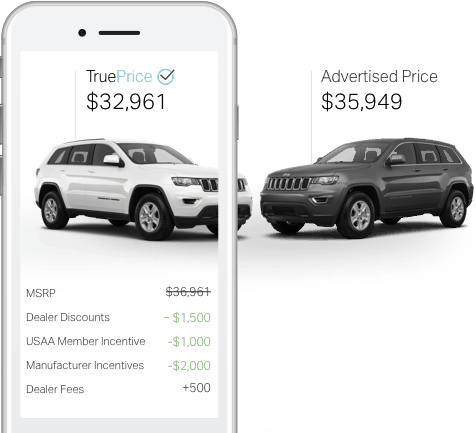 TruePrice
$32,961
Advertised Price
$35,949
MSRP $36,961
Dealer Discounts – $1,500
USAA Member Incentive -$1,000
Manufacturer Incentives -$2,000
Dealer Fees +500